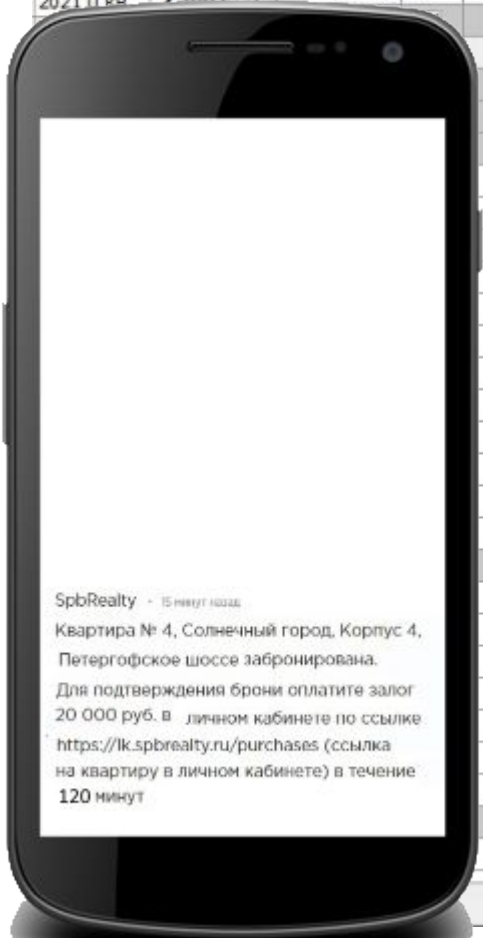 2021
SpbRealty · 15 минут назад
Квартира № 4, Солнечный город, Корпус 4,
Петергофское шоссе забронирована.
Для подтверждения брони оплатите залог
20 000 руб. в личном кабинете по ссылке
https://lk.spbrealty.ru/purchases (ссылка
на квартиру в личном кабинете) в течение
120 минут